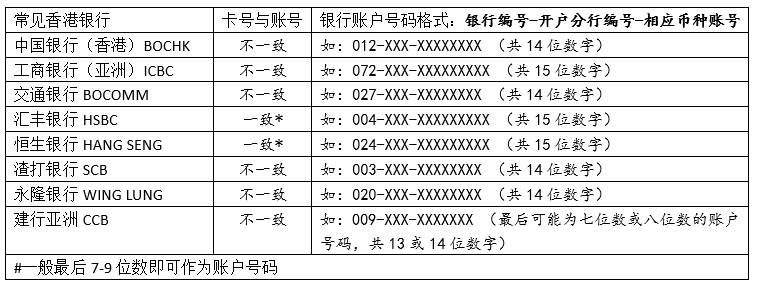 常见香港银行 卡号与账号 银行账户号码格式：银行编号-开户分行编号-相应币种账号
中国银行（香港）BOCHK 不一致 如：012-XXX-XXXXXXXX （共 14 位数字）
工商银行（亚洲）ICBC 不一致 如：072-XXX-XXXXXXXXX （共 15 位数字）
交通银行 BOCOMM 不一致 如：027-XXX-XXXXXXXX （共 14 位数字）
汇丰银行 HSBC 一致* 如：004-XXX-XXXXXXXXX （共 15 位数字）
恒生银行 HANG SENG 一致* 如：024-XXX-XXXXXXXXX （共 15 位数字）
渣打银行 SCB 不一致 如：003-XXX-XXXXXXXX （共 14 位数字）
永隆银行 WING LUNG 不一致 如：020-XXX-XXXXXXXX （共 14 位数字）
建行亚洲 CCB 不一致 如：009-XXX-XXXXXXX （最后可能为七位数或八位数的账户
号码，共 13 或 14 位数字）
#一般最后 7-9 位数即可作为账户号码